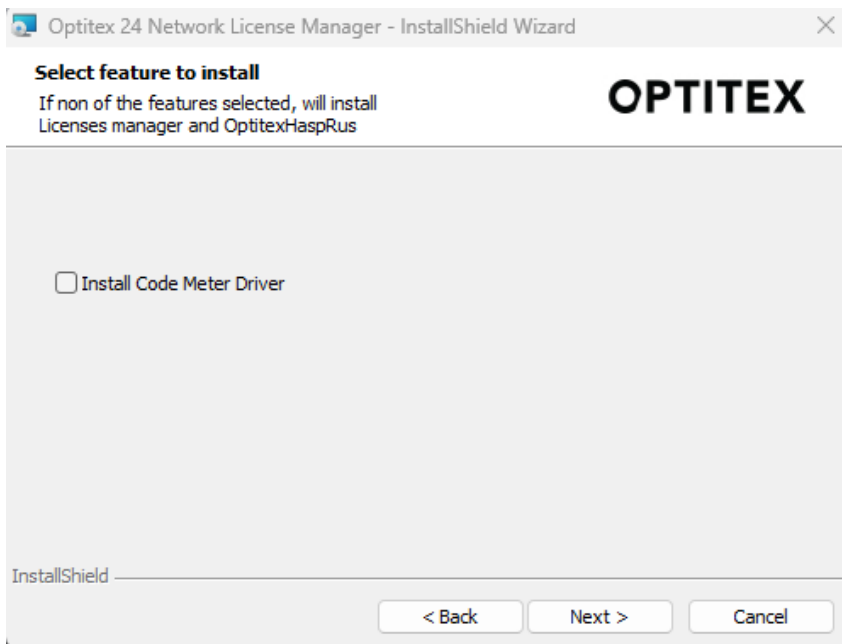 Optitex 24 Network License Manager - InstallShield Wizard
Select feature to install
If non of the features selected, will install
Licenses manager and OptitexHaspRus
OPTITEX
Install Code Meter Driver
InstallShield
< Back
Next >
Cancel